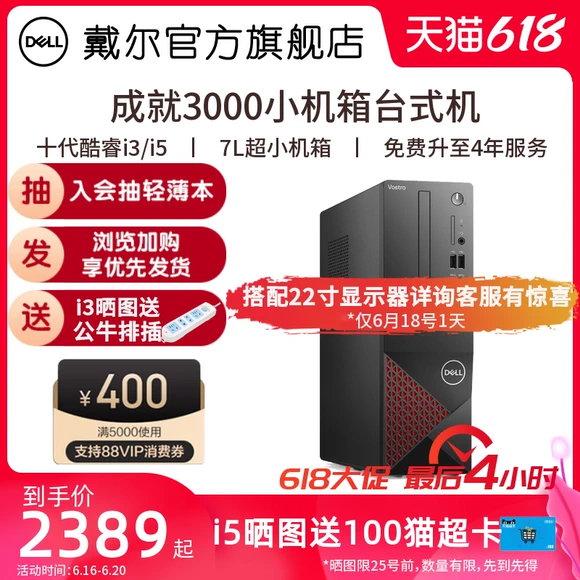 DELL 戴尔官方旗舰店
天猫618
成就3000小机箱台式机
十代酷睿i3/i5 | 7L超小机箱 | 免费升至4年服务
抽 入会抽轻薄本
发 浏览加购
享优先发货
送 i3晒图送
公牛排插
Vostro
搭配22寸显示器详询客服有惊喜
*仅6月18号1天
DELL
¥400
满5000使用
支持88VIP消费券
618大促 最后4小时
到手价
2389起
活动时间：6.16-6.20
i5晒图送100猫超卡
*晒图限25号前，数量有限，先到先得